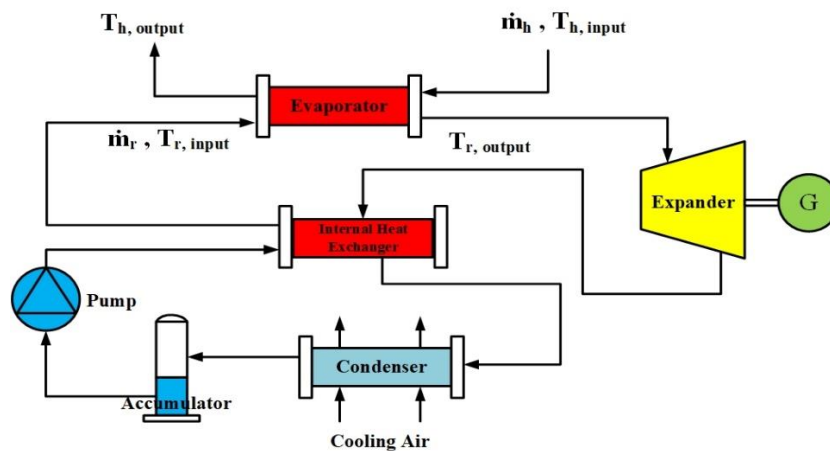 T_h, output
ṁ_h , T_h, input
Evaporator
ṁ_r , T_r, input
T_r, output
Expander
G
Internal Heat
Exchanger
Pump
Condenser
Accumulator
Cooling Air